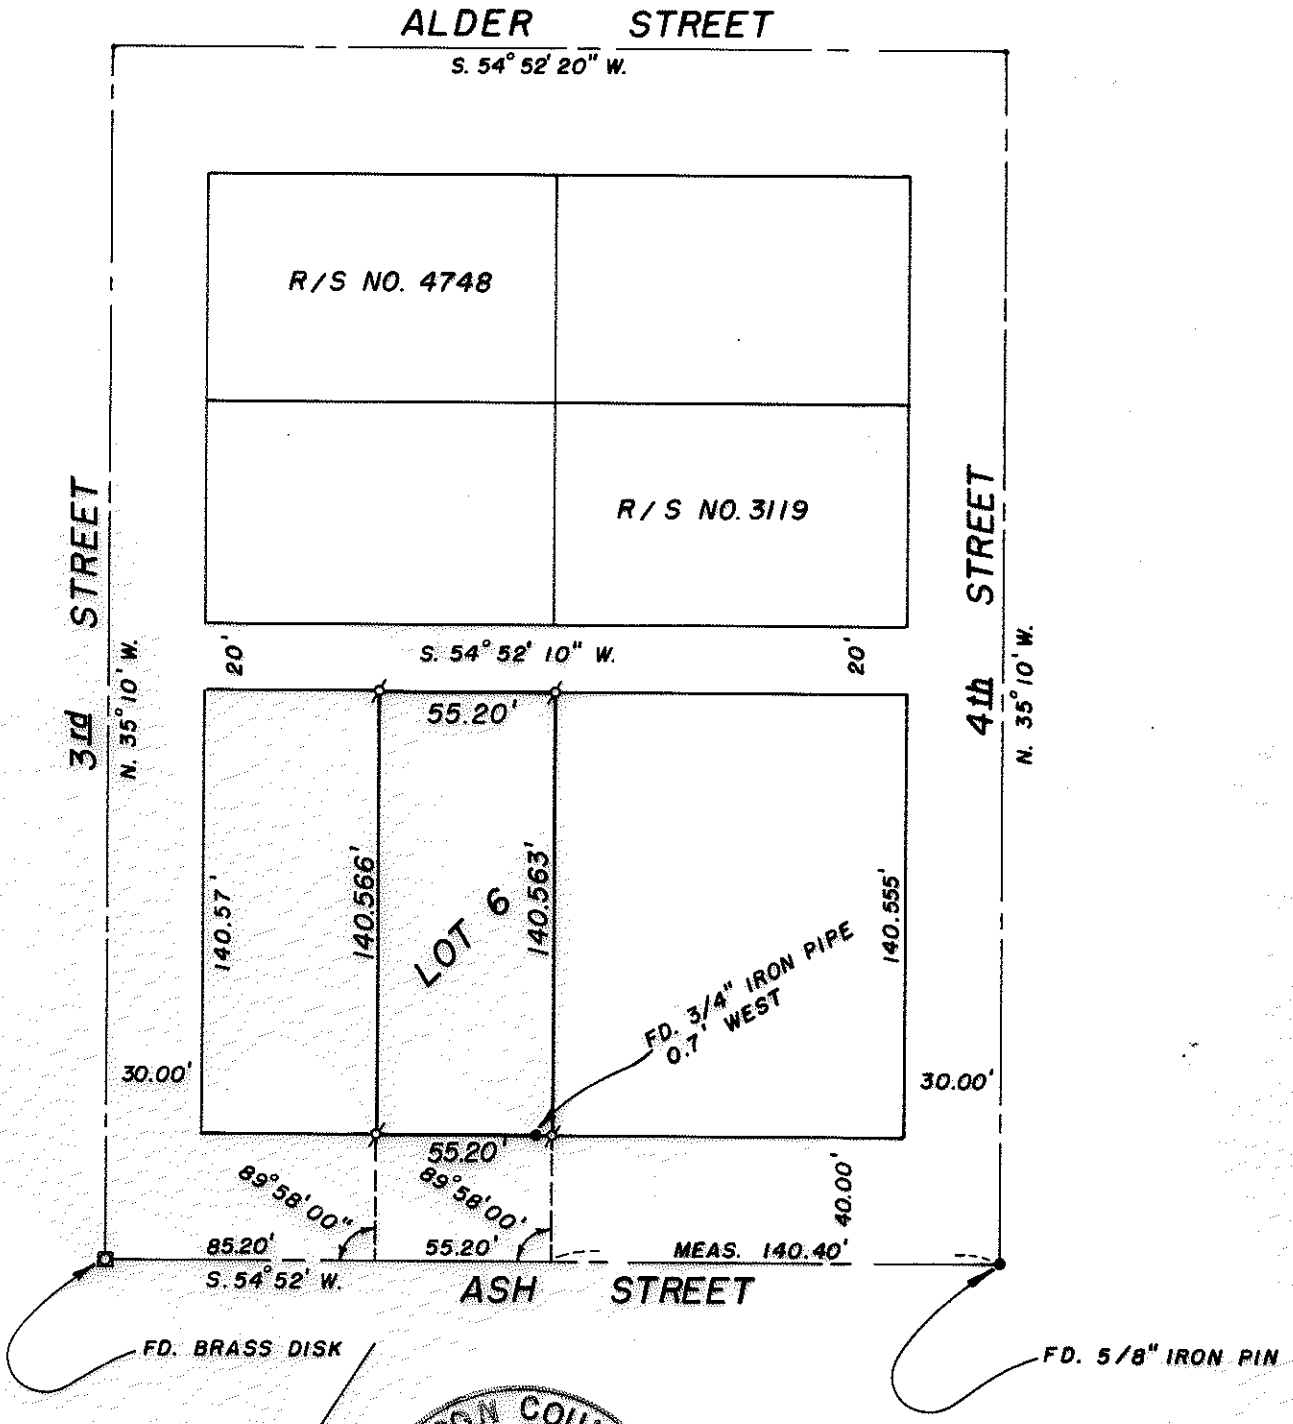 ALDER STREET
S. 54° 52' 20" W.
R/S NO. 4748
R/S NO. 3119
3rd STREET
N. 35° 10' W.
4th STREET
N. 35° 10' W.
20'
S. 54° 52' 10" W.
20'
55.20'
140.57'
140.566'
LOT 6
140.563'
140.555'
FD. 3/4" IRON PIPE
0.7' WEST
30.00'
30.00'
55.20'
89°58'00"
89°58'00'
40.00'
85.20'
55.20'
MEAS. 140.40'
S. 54° 52' W.
ASH STREET
FD. BRASS DISK
FD. 5/8" IRON PIN